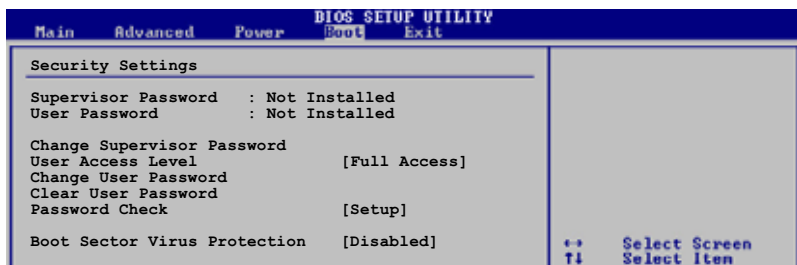 BIOS SETUP UTILITY
Main Advanced Power Boot Exit
Security Settings
Supervisor Password : Not Installed
User Password : Not Installed
Change Supervisor Password
User Access Level [Full Access]
Change User Password
Clear User Password
Password Check [Setup]
Boot Sector Virus Protection [Disabled]
↔ Select Screen
↑↓ Select Item